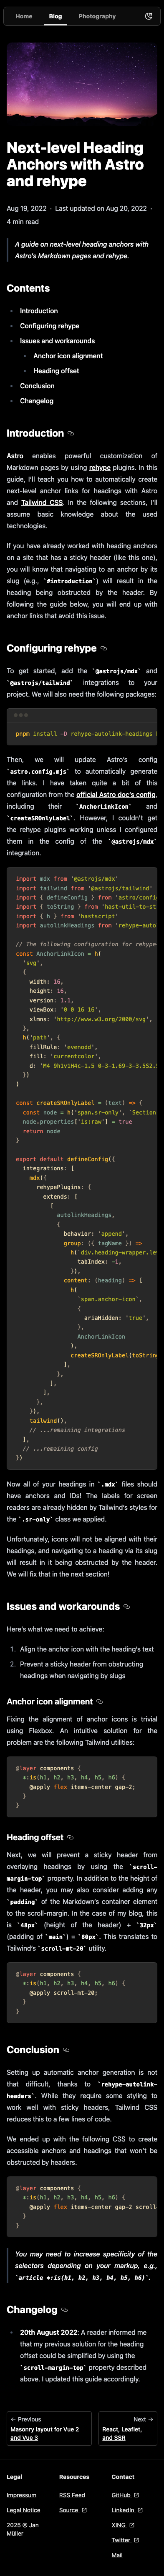 Home Blog Photography
Next-level Heading
Anchors with Astro
and rehype
Aug 19, 2022 · Last updated on Aug 20, 2022 ·
4 min read
A guide on next-level heading anchors with
Astro's Markdown pages and rehype.
Contents
Introduction
Configuring rehype
Issues and workarounds
Anchor icon alignment
Heading offset
Conclusion
Changelog
Introduction
Astro enables powerful customization of
Markdown pages by using rehype plugins. In this
guide, I'll teach you how to automatically create
next-level anchor links for headings with Astro
and Tailwind CSS. In the following sections, I'll
assume basic knowledge about the used
technologies.
If you have already worked with heading anchors
on a site that has a sticky header (like this one),
you will know that navigating to an anchor by its
slug (e.g., `#introduction`) will result in the
heading being obstructed by the header. By
following the guide below, you will end up with
anchor links that avoid this issue.
Configuring rehype
To get started, add the `@astrojs/mdx` and
`@astrojs/tailwind` integrations to your
project. We will also need the following packages:
pnpm install -D rehype-autolink-headings
Then, we will update Astro's config
`astro.config.mjs` to automatically generate
the links. I have taken quite a bit of the
configuration from the official Astro doc's config,
including their `AnchorLinkIcon` and
`createSROnlyLabel`. However, I couldn't get
the rehype plugins working unless I configured
them in the config of the `@astrojs/mdx`
integration.
import mdx from '@astrojs/mdx'
import tailwind from '@astrojs/tailwind'
import { defineConfig } from 'astro/config
import { toString } from 'hast-util-to-st
import { h } from 'hastscript'
import autolinkHeadings from 'rehype-auto
// The following configuration for rehype
const AnchorLinkIcon = h(
'svg',
{
width: 16,
height: 16,
version: 1.1,
viewBox: '0 0 16 16',
xlmns: 'http://www.w3.org/2000/svg',
},
h('path', {
fillRule: 'evenodd',
fill: 'currentcolor',
d: 'M4 9h1v1H4c-1.5 0-3-1.69-3-3.5S2.
})
)
const createSROnlyLabel = (text) => {
const node = h('span.sr-only', `Section
node.properties['is:raw'] = true
return node
}
export default defineConfig({
integrations: [
mdx({
rehypePlugins: {
extends: [
[
autolinkHeadings,
{
behavior: 'append',
group: ({ tagName }) =>
h(`div.heading-wrapper.le
tabIndex: -1,
}),
content: (heading) => [
h(
`span.anchor-icon`,
{
ariaHidden: 'true',
},
AnchorLinkIcon
),
createSROnlyLabel(toStrin
],
},
],
],
},
}),
tailwind(),
// ...remaining integrations
],
// ...remaining config
})
Now all of your headings in `.mdx` files should
have anchors and IDs! The labels for screen
readers are already hidden by Tailwind's styles for
the `.sr-only` class we applied.
Unfortunately, icons will not be aligned with their
headings, and navigating to a heading via its slug
will result in it being obstructed by the header.
We will fix that in the next section!
Issues and workarounds
Here's what we need to achieve:
1. Align the anchor icon with the heading's text
2. Prevent a sticky header from obstructing
headings when navigating by slugs
Anchor icon alignment
Fixing the alignment of anchor icons is trivial
using Flexbox. An intuitive solution for the
problem are the following Tailwind utilities:
@layer components {
*:is(h1, h2, h3, h4, h5, h6) {
@apply flex items-center gap-2;
}
}
Heading offset
Next, we will prevent a sticky header from
overlaying headings by using the `scroll-
margin-top` property. In addition to the height of
the header, you may also consider adding any
`padding` of the Markdown's container element
to the scroll-margin. In the case of my blog, this
is `48px` (height of the header) + `32px`
(padding of `main`) = `80px`. This translates to
Tailwind's `scroll-mt-20` utility.
@layer components {
*:is(h1, h2, h3, h4, h5, h6) {
@apply scroll-mt-20;
}
}
Conclusion
Setting up automatic anchor generation is not
that difficult, thanks to `rehype-autolink-
headers`. While they require some styling to
work well with sticky headers, Tailwind CSS
reduces this to a few lines of code.
We ended up with the following CSS to create
accessible anchors and headings that won't be
obstructed by headers.
@layer components {
*:is(h1, h2, h3, h4, h5, h6) {
@apply flex items-center gap-2 scroll
}
}
You may need to increase specificity of the
selectors depending on your markup, e.g.,
`article *:is(h1, h2, h3, h4, h5, h6)`.
Changelog
20th August 2022: A reader informed me
that my previous solution for the heading
offset could be simplified by using the
`scroll-margin-top` property described
above. I updated this guide accordingly.
← Previous
Masonry layout for Vue 2
and Vue 3
Next →
React, Leaflet,
and SSR
Legal
Impressum
Legal Notice
2025 © Jan
Müller
Resources
RSS Feed
Source
Contact
GitHub
LinkedIn
XING
Twitter
Mail